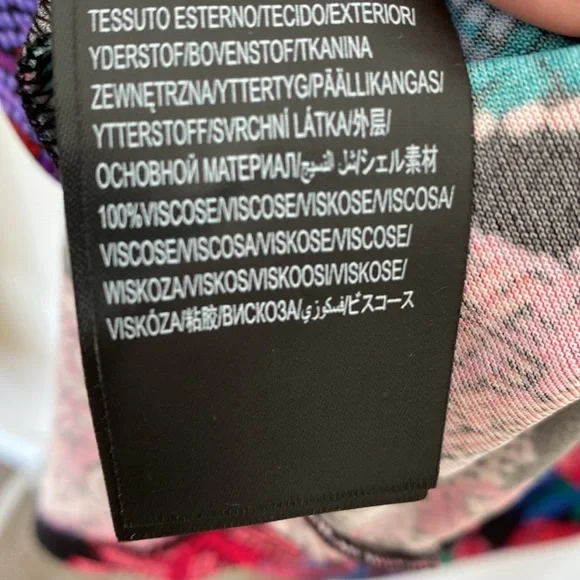 TESSUTO ESTERNO/TECIDO/EXTERIOR/
YDERSTOF/BOVENSTOF/TKANINA
ZEWNĘTRZNA/YTTERTYG/PÄÄLLIKANGAS/
YTTERSTOFF/SVRCHNÍ LÁTKA/外层/
ОСНОВНОЙ МАТЕРИАЛ/شل النسيج/シェル素材
100%VISCOSE/VISCOSE/VISKOSE/VISCOSA/
VISCOSE/VISCOSA/VISKOSE/VISCOSE/
WISKOZA/VISKOS/VISKOOSI/VISKOSE/
VISKÓZA/粘胶/ВИСКОЗА/فسكوزي/ビスコース